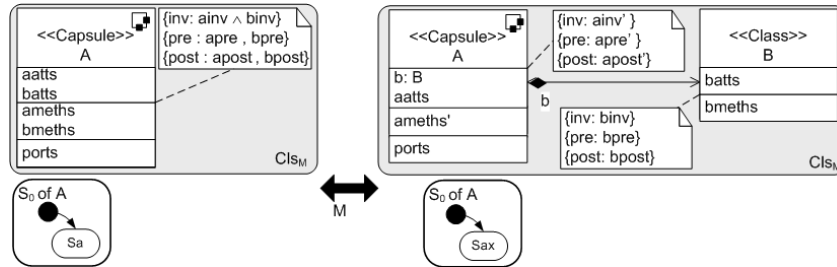 <<Capsule>>
A
aatts
batts
ameths
bmeths
ports
{inv: ainv ∧ binv}
{pre : apre , bpre}
{post : apost , bpost}
Cls_M
S₀ of A
Sa
M
<<Capsule>>
A
b: B
aatts
ameths'
ports
{inv: ainv' }
{pre: apre' }
{post: apost'}
b
<<Class>>
B
batts
bmeths
{inv: binv}
{pre: bpre}
{post: bpost}
Cls_M
S₀ of A
Sax